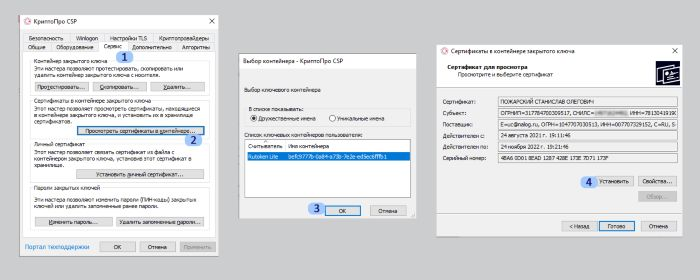 КриптоПро CSP
Безопасность Winlogon Настройки TLS Криптопровайдеры
Общие Оборудование Сервис Дополнительно Алгоритмы
1
Контейнер закрытого ключа
Эти мастера позволяют протестировать, скопировать или
удалить контейнер закрытого ключа с носителя.
Протестировать... Скопировать... Удалить...
Сертификаты в контейнере закрытого ключа
Этот мастер позволяет просмотреть сертификаты, находящиеся
в контейнере закрытого ключа, и установить их в хранилище
сертификатов.
Просмотреть сертификаты в контейнере...
2
Личный сертификат
Этот мастер позволяет связать сертификат из файла с
контейнером закрытого ключа, установив этот сертификат в
хранилище.
Установить личный сертификат...
Пароли закрытых ключей
Эти мастера позволяют изменить пароли (ПИН-коды) закрытых
ключей или удалить запомненные ранее пароли.
Изменить пароль... Удалить запомненные пароли...
Портал техподдержки ОК Отмена Применить
Выбор контейнера - КриптоПро CSP
Выбор ключевого контейнера
В списке показывать:
Дружественные имена Уникальные имена
Список ключевых контейнеров пользователя:
Считыватель Имя контейнера
Rutoken Lite
3
ОК Отмена
Сертификаты в контейнере закрытого ключа
Сертификат для просмотра
Просмотрите и выберите сертификат
Сертификат: ПОЖАРСКИЙ СТАНИСЛАВ ОЛЕГОВИЧ
Субъект: ОГРНИП=317784700309517, СНИЛС= ИНН=7813041919
Поставщик: E=uc@nalog.ru, ОГРН=1047707030513, ИНН=007707329152, C=RU, S=
Действителен с: 24 августа 2021 г. 19:11:46
Действителен по: 24 ноября 2022 г. 19:21:46
Серийный номер: 4BA6 0D01 8EAD 12B7 428E 173E 7D71 173F
4
Установить Свойства...
Обзор...
< Назад Готово Отмена